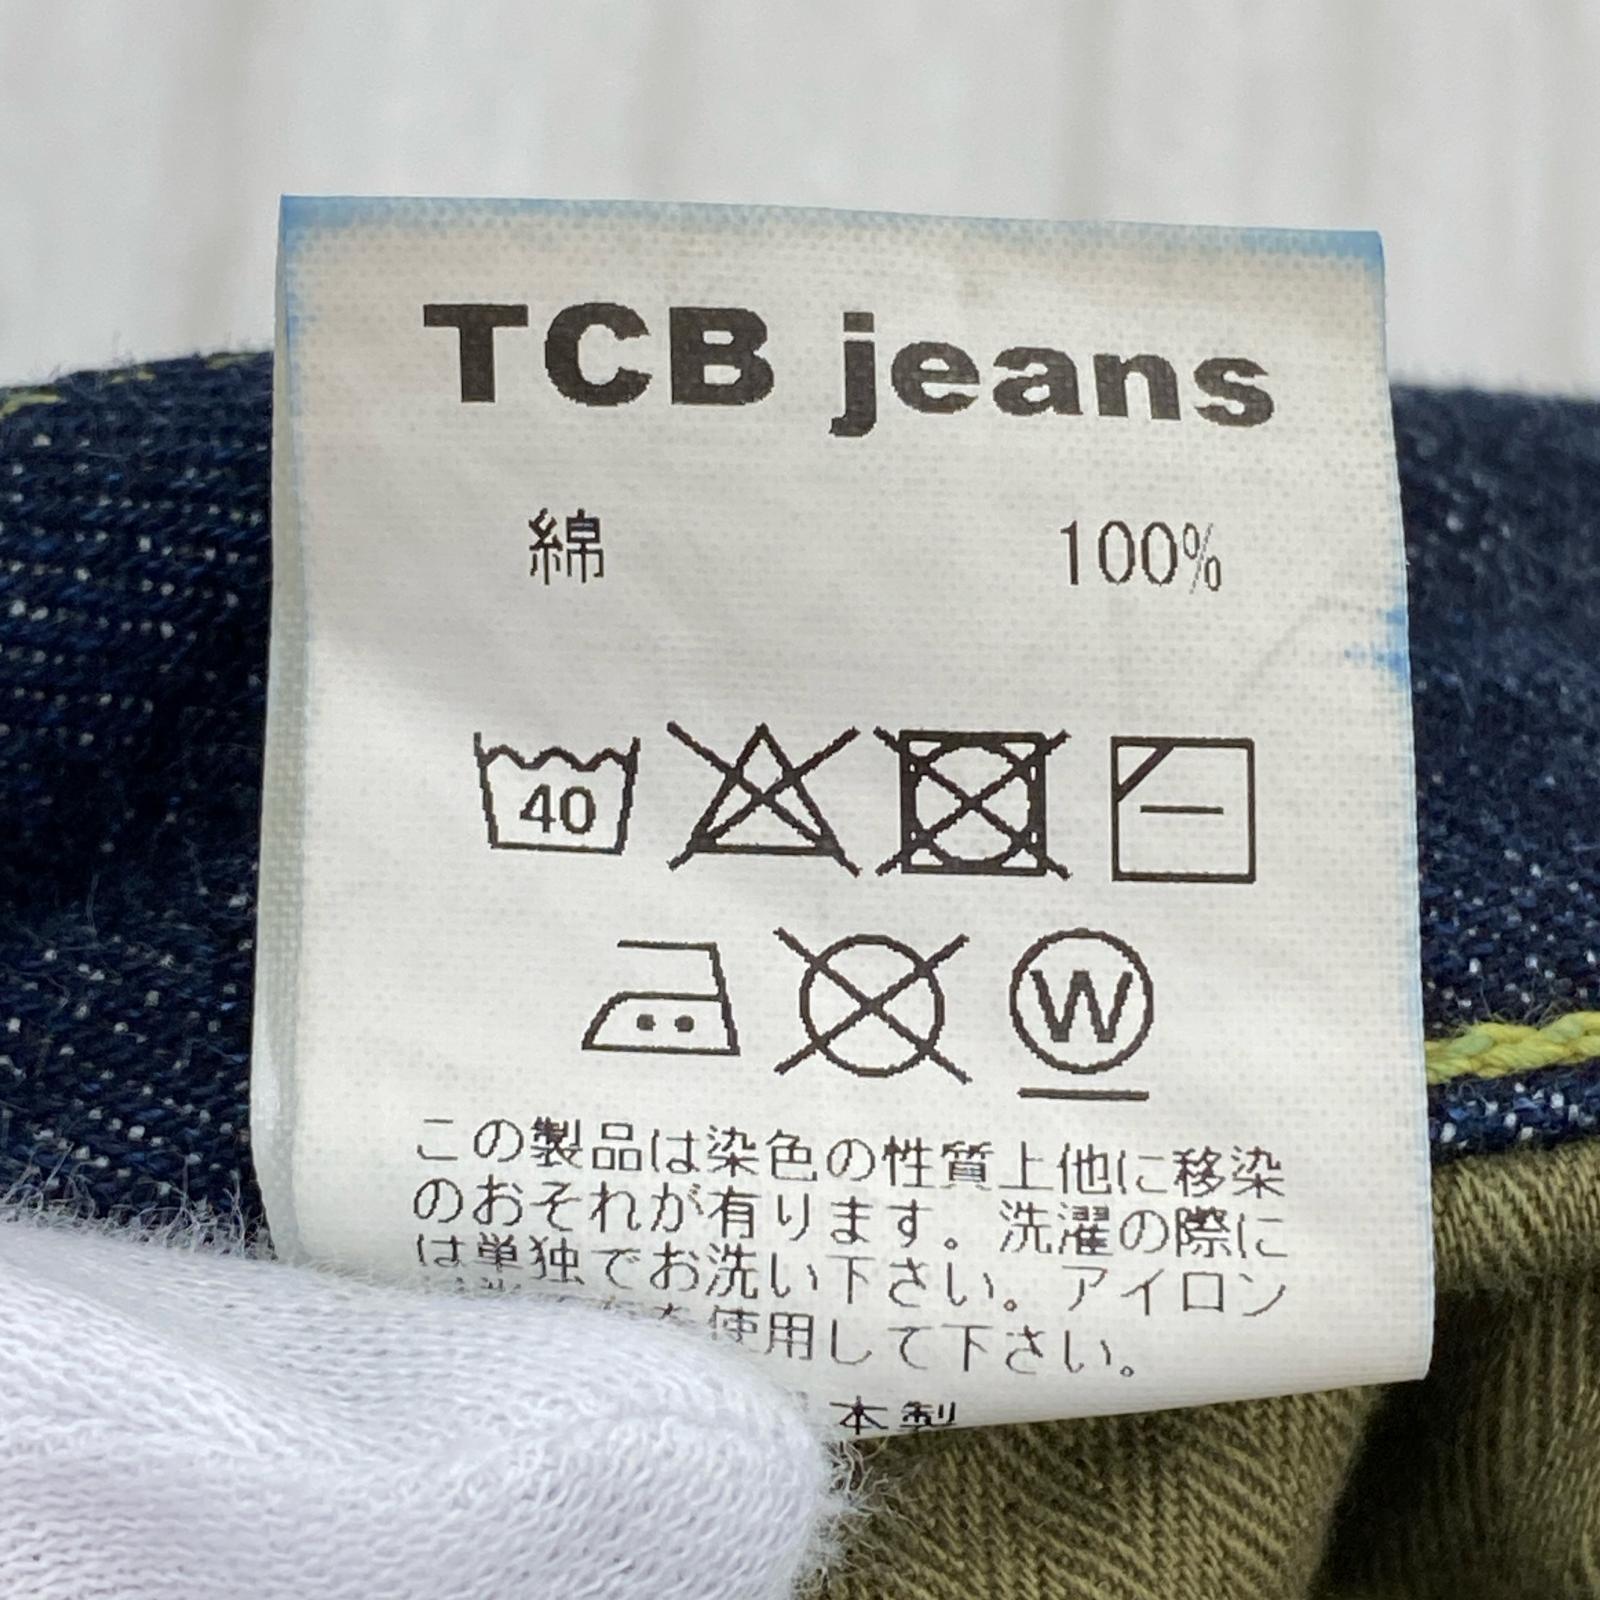 TCB jeans
綿 100%
40
W
この製品は染色の性質上他に移染
のおそれが有ります。洗濯の際に
は単独でお洗い下さい。アイロン
を使用して下さい。
本製